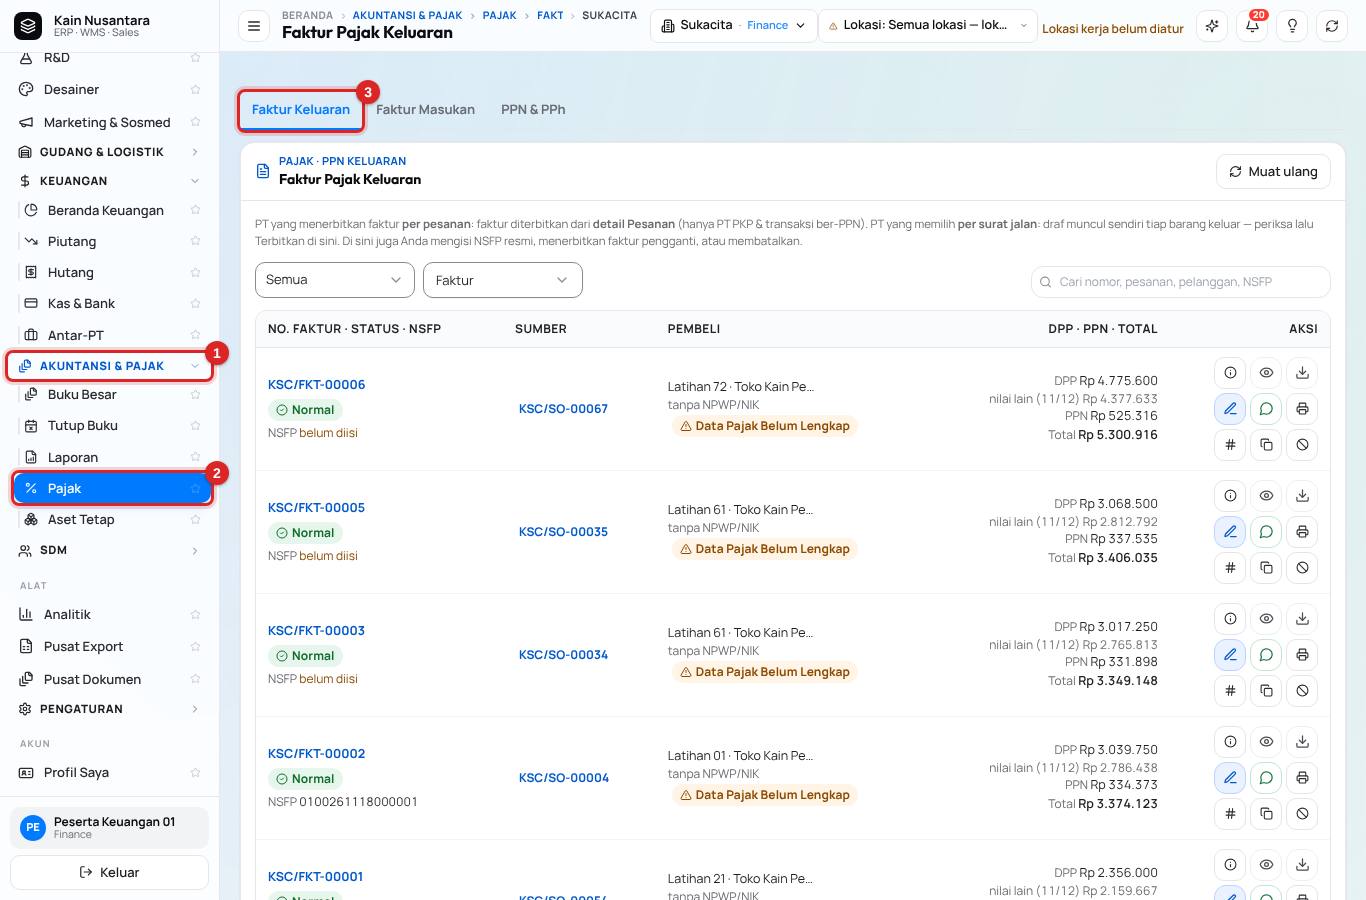 Kain Nusantara
ERP · WMS · Sales
R&D
Desainer
Marketing & Sosmed
GUDANG & LOGISTIK
KEUANGAN
Beranda Keuangan
Piutang
Hutang
Kas & Bank
Antar-PT
1
AKUNTANSI & PAJAK
Buku Besar
Tutup Buku
Laporan
2
Pajak
Aset Tetap
SDM
ALAT
Analitik
Pusat Export
Pusat Dokumen
PENGATURAN
AKUN
Profil Saya
PE
Peserta Keuangan 01
Finance
Keluar
BERANDA › AKUNTANSI & PAJAK › PAJAK › FAKT › SUKACITA
Faktur Pajak Keluaran
Sukacita · Finance
Lokasi: Semua lokasi — lok...
Lokasi kerja belum diatur
20
3
Faktur Keluaran
Faktur Masukan
PPN & PPh
PAJAK · PPN KELUARAN
Faktur Pajak Keluaran
Muat ulang
PT yang menerbitkan faktur per pesanan: faktur diterbitkan dari detail Pesanan (hanya PT PKP & transaksi ber-PPN). PT yang memilih per surat jalan: draf muncul sendiri tiap barang keluar — periksa lalu
Terbitkan di sini. Di sini juga Anda mengisi NSFP resmi, menerbitkan faktur pengganti, atau membatalkan.
Semua
Faktur
Cari nomor, pesanan, pelanggan, NSFP
NO. FAKTUR · STATUS · NSFP
SUMBER
PEMBELI
DPP · PPN · TOTAL
AKSI
KSC/FKT-00006
Normal
NSFP belum diisi
KSC/SO-00067
Latihan 72 · Toko Kain Pe...
tanpa NPWP/NIK
Data Pajak Belum Lengkap
DPP Rp 4.775.600
nilai lain (11/12) Rp 4.377.633
PPN Rp 525.316
Total Rp 5.300.916
KSC/FKT-00005
Normal
NSFP belum diisi
KSC/SO-00035
Latihan 61 · Toko Kain Pe...
tanpa NPWP/NIK
Data Pajak Belum Lengkap
DPP Rp 3.068.500
nilai lain (11/12) Rp 2.812.792
PPN Rp 337.535
Total Rp 3.406.035
KSC/FKT-00003
Normal
NSFP belum diisi
KSC/SO-00034
Latihan 61 · Toko Kain Pe...
tanpa NPWP/NIK
Data Pajak Belum Lengkap
DPP Rp 3.017.250
nilai lain (11/12) Rp 2.765.813
PPN Rp 331.898
Total Rp 3.349.148
KSC/FKT-00002
Normal
NSFP 0100261118000001
KSC/SO-00004
Latihan 01 · Toko Kain Pe...
tanpa NPWP/NIK
Data Pajak Belum Lengkap
DPP Rp 3.039.750
nilai lain (11/12) Rp 2.786.438
PPN Rp 334.373
Total Rp 3.374.123
KSC/FKT-00001
Normal
Latihan 21 · Toko Kain Pe...
tanpa NPWP/NIK
DPP Rp 2.356.000
nilai lain (11/12) Rp 2.159.667